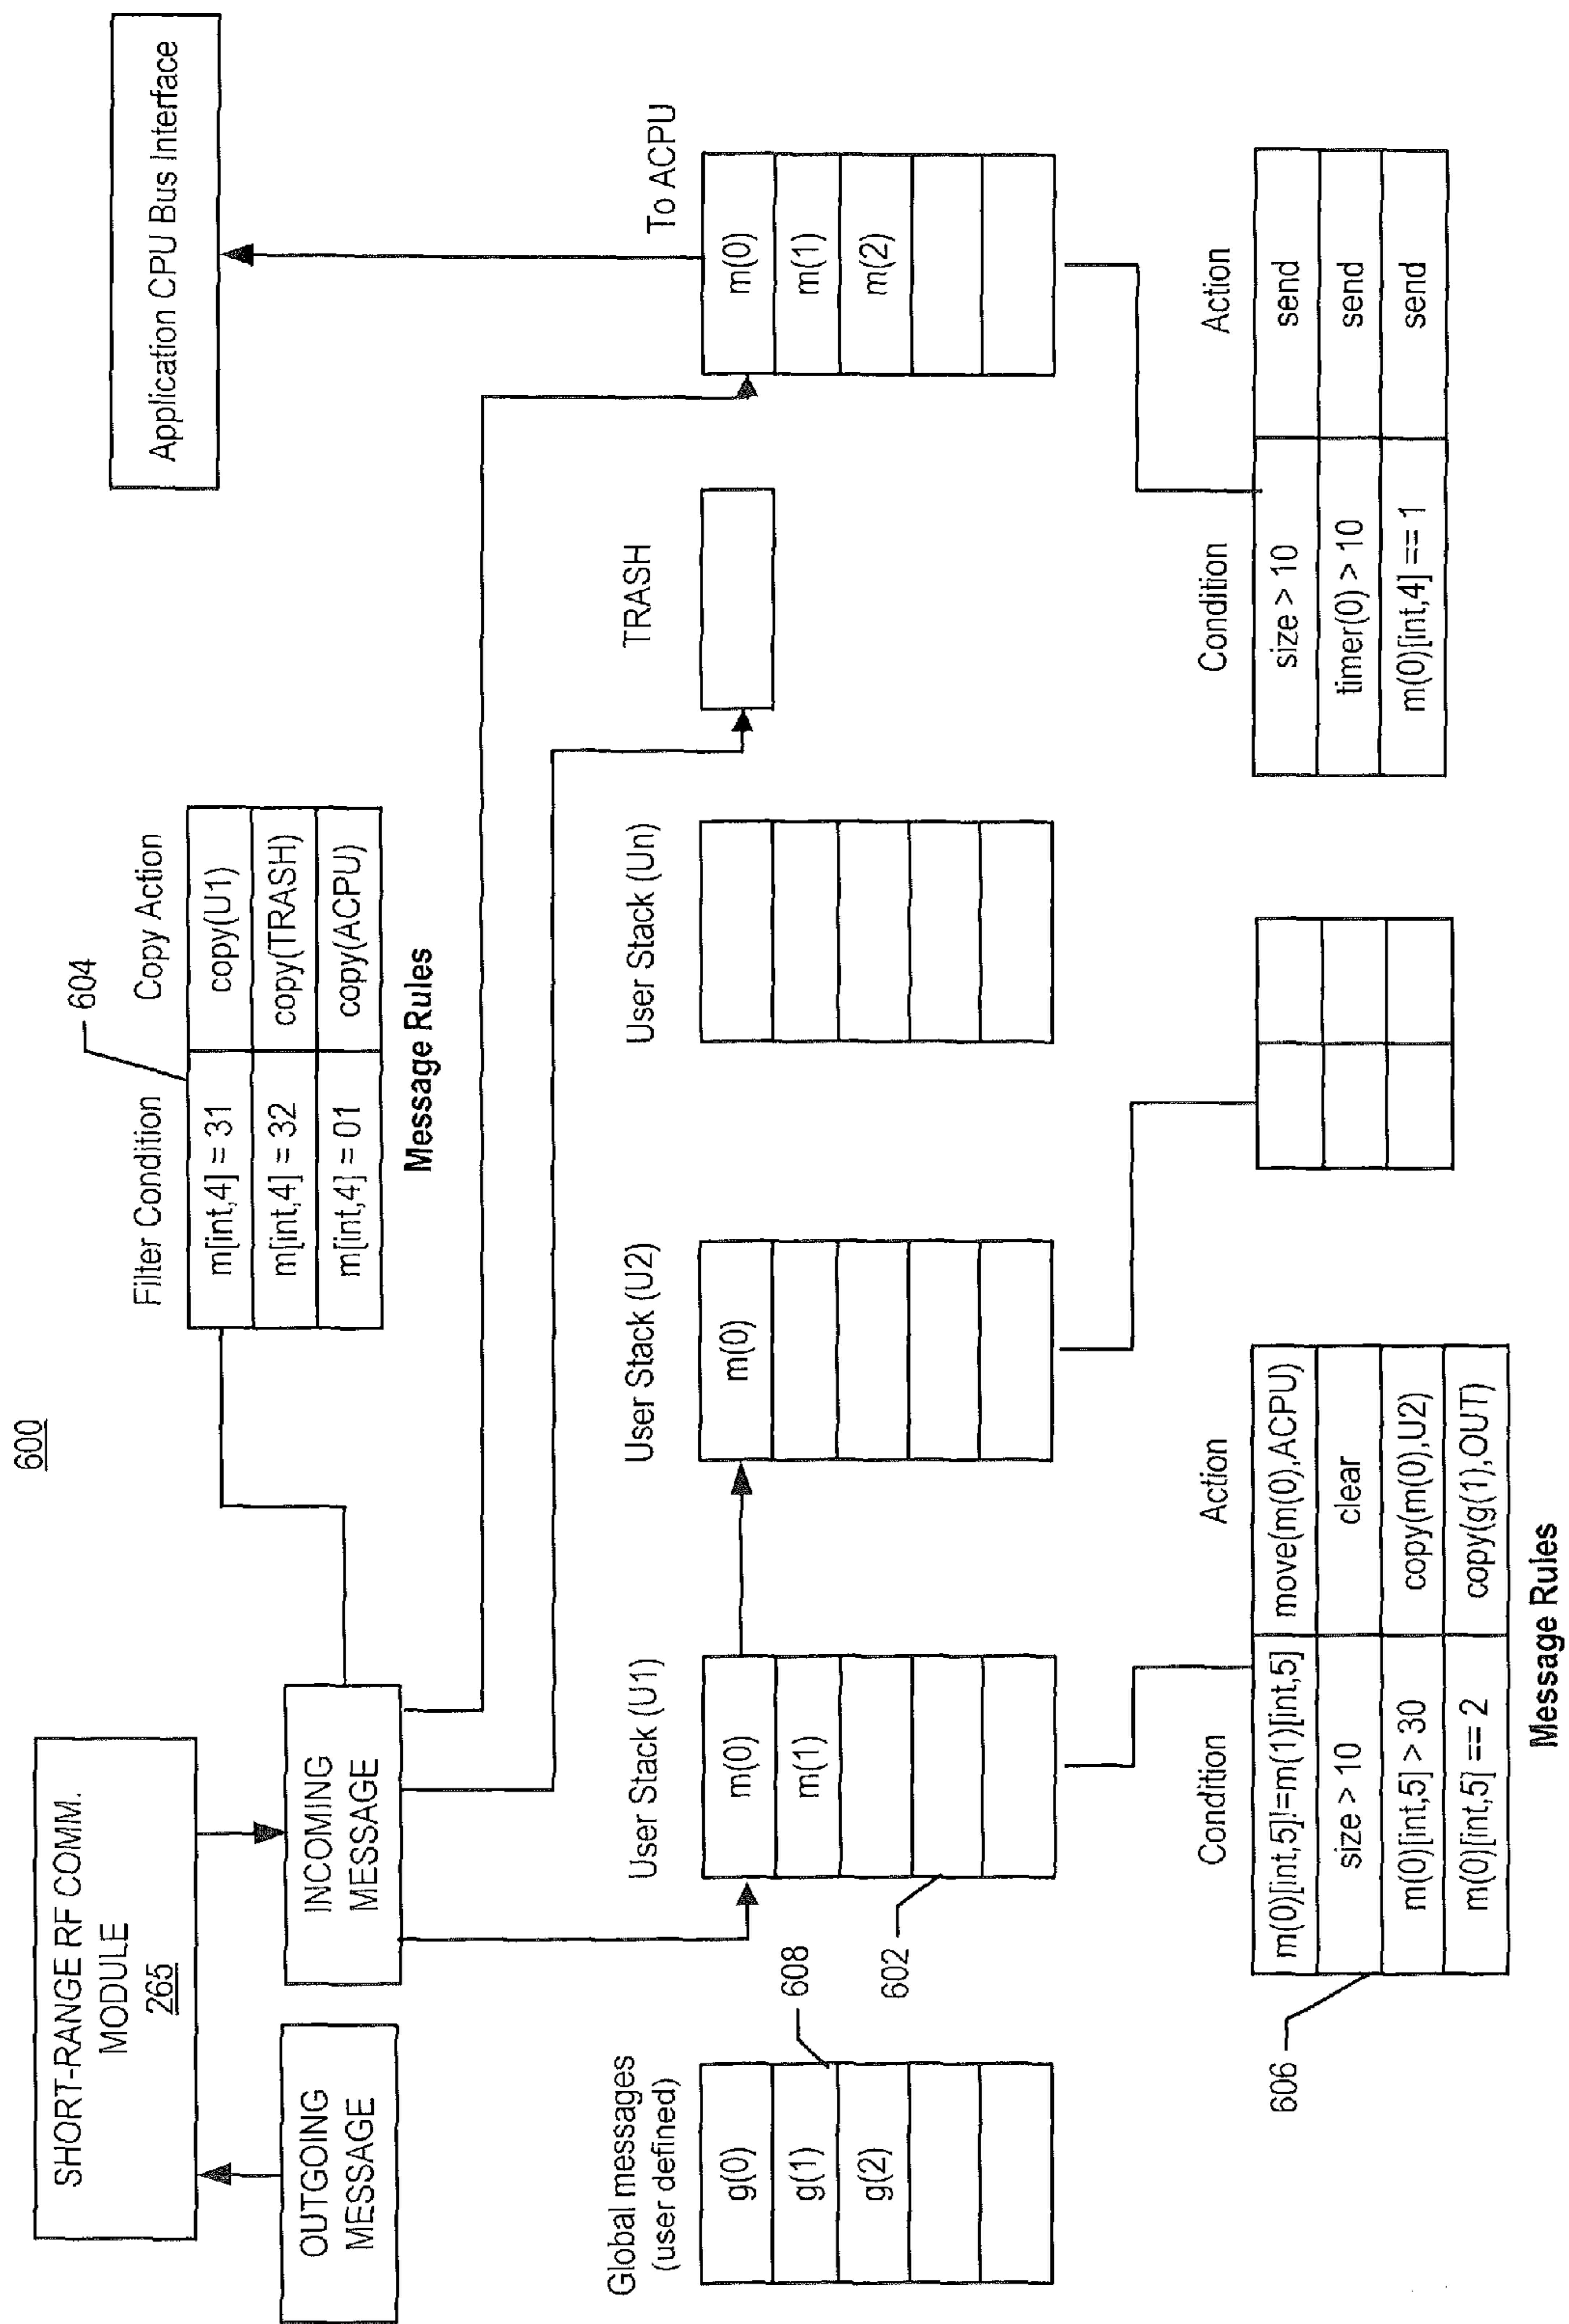 600
SHORT-RANGE RF COMM.
MODULE
265
Application CPU Bus Interface
OUTGOING
MESSAGE
INCOMING
MESSAGE
604
Filter Condition Copy Action
m[int,4] = 31 copy(U1)
m[int,4] = 32 copy(TRASH)
m[int,4] = 01 copy(ACPU)
Message Rules
Global messages
(user defined)
g(0)
g(1)
g(2)
608
User Stack (U1)
m(0)
m(1)
602
User Stack (U2)
m(0)
User Stack (Un)
TRASH
To ACPU
m(0)
m(1)
m(2)
606
Condition Action
m(0)[int,5]!=m(1)[int,5] move(m(0),ACPU)
size > 10 clear
m(0)[int,5] > 30 copy(m(0),U2)
m(0)[int,5] == 2 copy(g(1),OUT)
Message Rules
Condition Action
size > 10 send
timer(0) > 10 send
m(0)[int,4] == 1 send